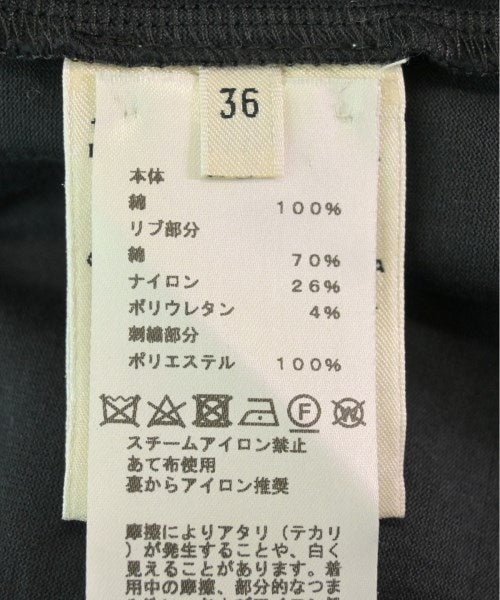 36
本体
綿 100%
リブ部分
綿 70%
ナイロン 26%
ポリウレタン 4%
刺繍部分
ポリエステル 100%
F W
スチームアイロン禁止
あて布使用
裏からアイロン推奨
摩擦によりアタリ（テカリ
）が発生することや、白く
見えることがあります。着
用中の摩擦、部分的なつま